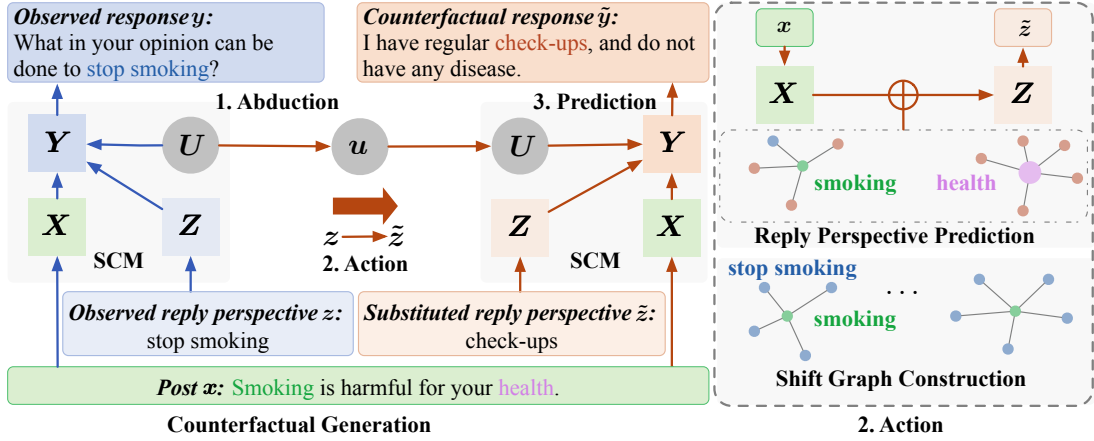 Observed response y:
What in your opinion can be
done to stop smoking?
Counterfactual response ỹ:
I have regular check-ups, and do not
have any disease.
1. Abduction
3. Prediction
Y
U
u
U
Y
X
Z
z → z̃
Z
X
SCM
2. Action
SCM
Observed reply perspective z:
stop smoking
Substituted reply perspective z̃:
check-ups
Post x: Smoking is harmful for your health.
Counterfactual Generation
x
z̃
X
Z
smoking
health
Reply Perspective Prediction
stop smoking
. . .
smoking
Shift Graph Construction
2. Action